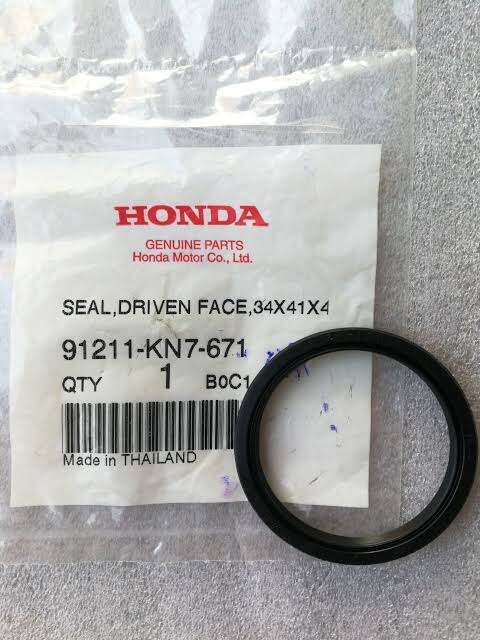 HONDA
GENUINE PARTS
Honda Motor Co., Ltd.
SEAL,DRIVEN FACE,34X41X4
91211-KN7-671
QTY 1 B0C1
Made in THAILAND